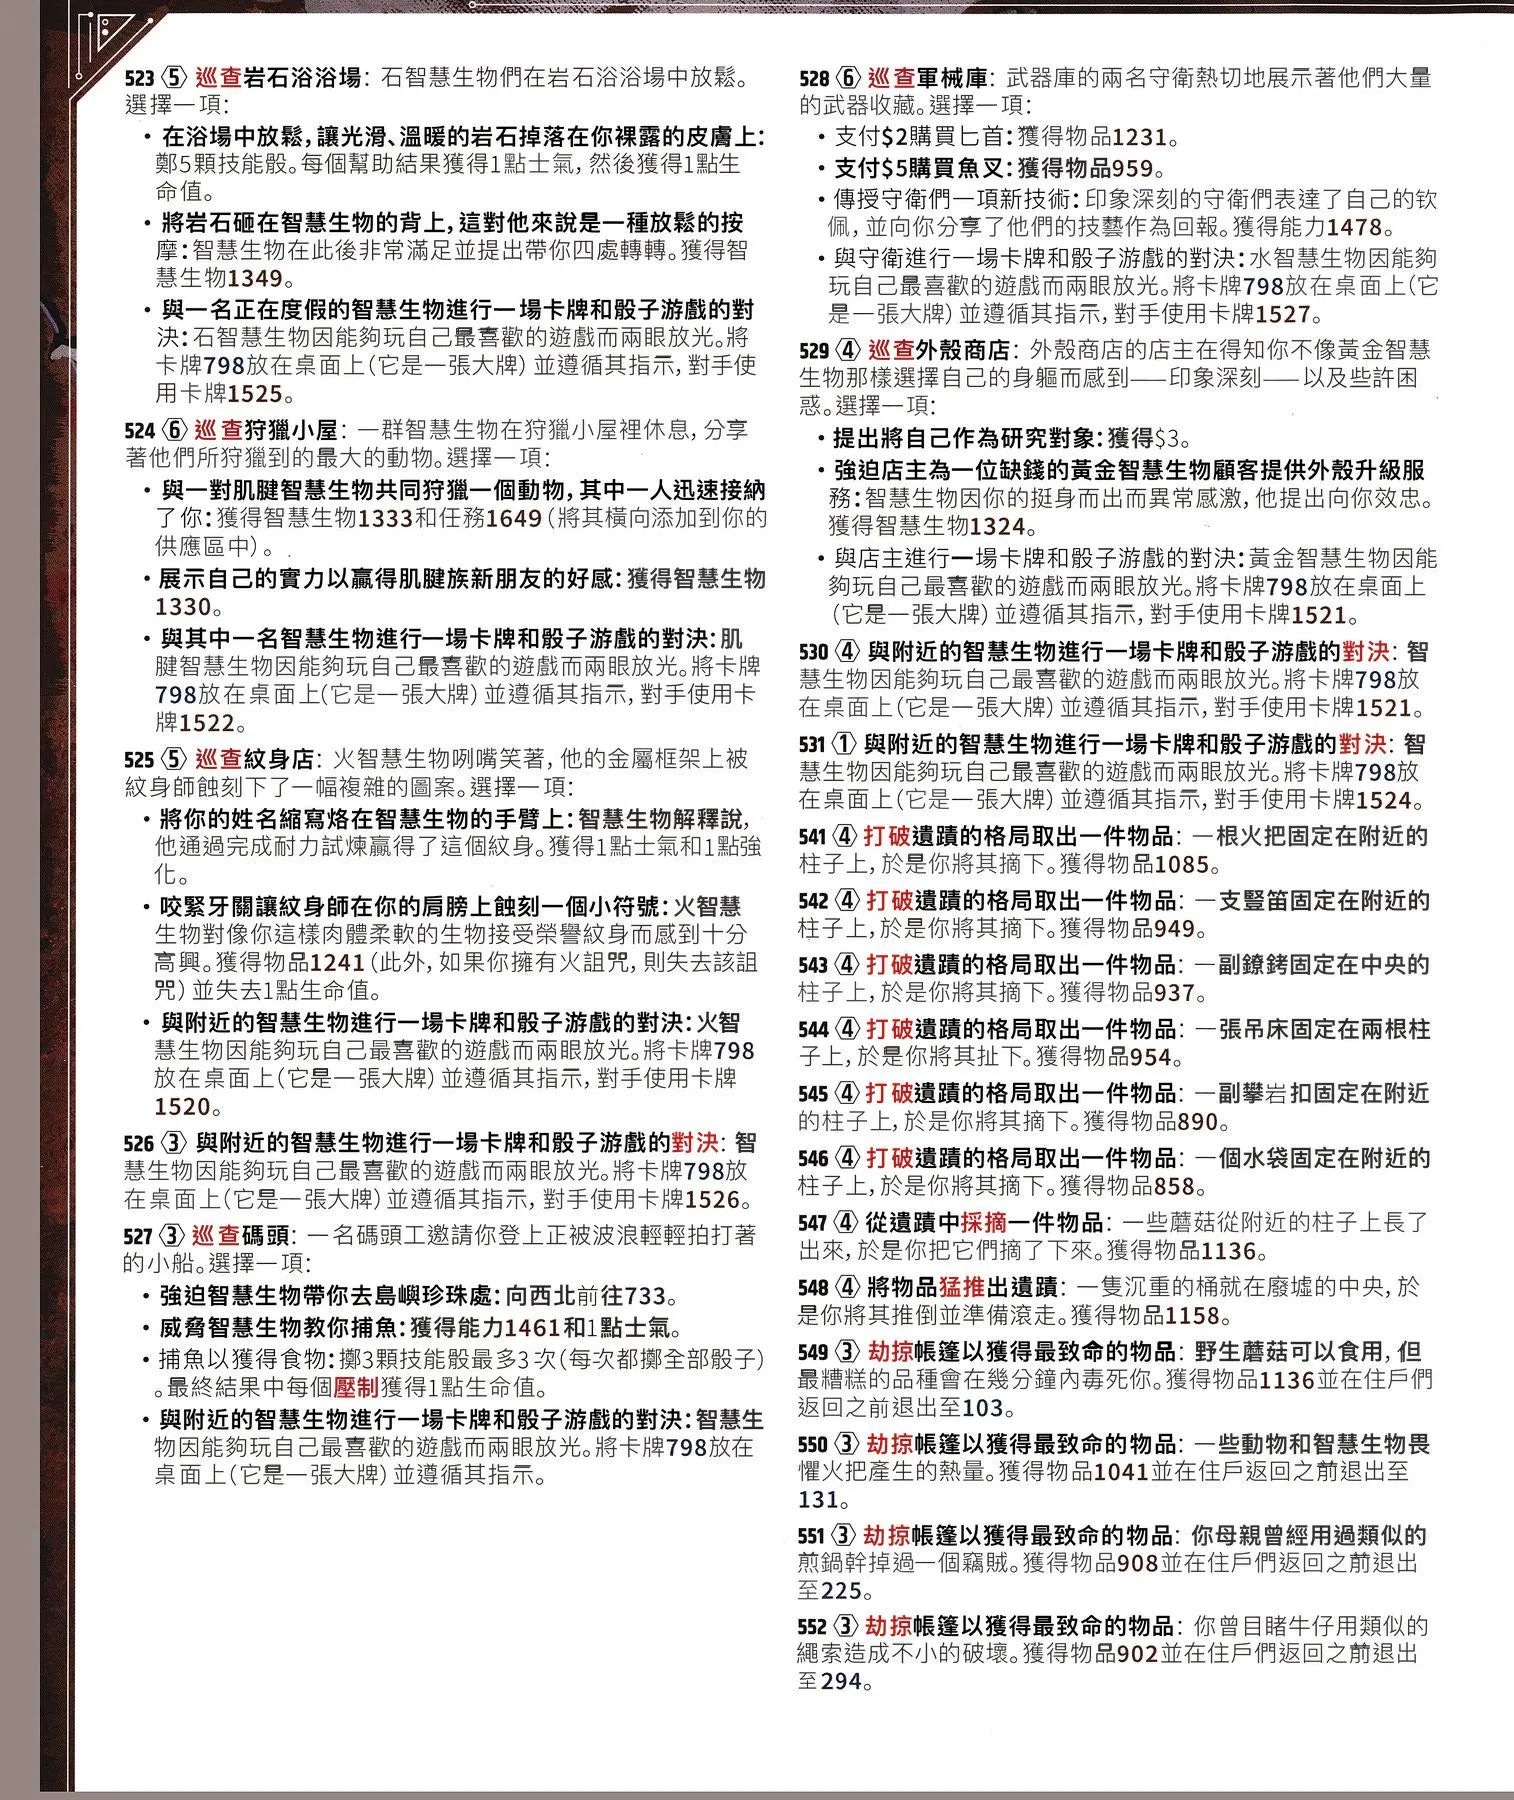 523 5 巡查岩石浴浴場: 石智慧生物們在岩石浴浴場中放鬆。
選擇一項:
• 在浴場中放鬆,讓光滑、溫暖的岩石掉落在你裸露的皮膚上:
鄭5顆技能骰。每個幫助結果獲得1點士氣,然後獲得1點生
命值。
• 將岩石砸在智慧生物的背上,這對他來說是一種放鬆的按
摩:智慧生物在此後非常滿足並提出帶你四處轉轉。獲得智
慧生物1349。
• 與一名正在度假的智慧生物進行一場卡牌和骰子游戲的對
決:石智慧生物因能夠玩自己最喜歡的遊戲而兩眼放光。將
卡牌798放在桌面上(它是一張大牌)並遵循其指示,對手使
用卡牌1525。
524 6 巡查狩獵小屋: 一群智慧生物在狩獵小屋裡休息,分享
著他們所狩獵到的最大的動物。選擇一項:
• 與一對肌腱智慧生物共同狩獵一個動物,其中一人迅速接納
了你:獲得智慧生物1333和任務1649(將其橫向添加到你的
供應區中)。
• 展示自己的實力以贏得肌腱族新朋友的好感:獲得智慧生物
1330。
• 與其中一名智慧生物進行一場卡牌和骰子游戲的對決:肌
腱智慧生物因能夠玩自己最喜歡的遊戲而兩眼放光。將卡牌
798放在桌面上(它是一張大牌)並遵循其指示,對手使用卡
牌1522。
525 5 巡查紋身店: 火智慧生物咧嘴笑著,他的金屬框架上被
紋身師蝕刻下了一幅複雜的圖案。選擇一項:
• 將你的姓名縮寫烙在智慧生物的手臂上:智慧生物解釋說,
他通過完成耐力試煉贏得了這個紋身。獲得1點士氣和1點強
化。
• 咬緊牙關讓紋身師在你的肩膀上蝕刻一個小符號:火智慧
生物對像你這樣肉體柔軟的生物接受榮譽紋身而感到十分
高興。獲得物品1241(此外,如果你擁有火詛咒,則失去該詛
咒)並失去1點生命值。
• 與附近的智慧生物進行一場卡牌和骰子游戲的對決:火智
慧生物因能夠玩自己最喜歡的遊戲而兩眼放光。將卡牌798
放在桌面上(它是一張大牌)並遵循其指示,對手使用卡牌
1520。
526 3 與附近的智慧生物進行一場卡牌和骰子游戲的對決: 智
慧生物因能夠玩自己最喜歡的遊戲而兩眼放光。將卡牌798放
在桌面上(它是一張大牌)並遵循其指示,對手使用卡牌1526。
527 3 巡查碼頭: 一名碼頭工邀請你登上正被波浪輕輕拍打著
的小船。選擇一項:
• 強迫智慧生物帶你去島嶼珍珠處:向西北前往733。
• 威脅智慧生物教你捕魚:獲得能力1461和1點士氣。
• 捕魚以獲得食物:擲3顆技能骰最多3次(每次都擲全部骰子)
。最終結果中每個壓制獲得1點生命值。
• 與附近的智慧生物進行一場卡牌和骰子游戲的對決:智慧生
物因能夠玩自己最喜歡的遊戲而兩眼放光。將卡牌798放在
桌面上(它是一張大牌)並遵循其指示。
528 6 巡查軍械庫: 武器庫的兩名守衛熱切地展示著他們大量
的武器收藏。選擇一項:
• 支付$2購買匕首:獲得物品1231。
• 支付$5購買魚叉:獲得物品959。
• 傳授守衛們一項新技術:印象深刻的守衛們表達了自己的钦
佩,並向你分享了他們的技藝作為回報。獲得能力1478。
• 與守衛進行一場卡牌和骰子游戲的對決:水智慧生物因能夠
玩自己最喜歡的遊戲而兩眼放光。將卡牌798放在桌面上(它
是一張大牌)並遵循其指示,對手使用卡牌1527。
529 4 巡查外殼商店: 外殼商店的店主在得知你不像黃金智慧
生物那樣選擇自己的身軀而感到——印象深刻——以及些許困
惑。選擇一項:
• 提出將自己作為研究對象:獲得$3。
• 強迫店主為一位缺錢的黃金智慧生物顧客提供外殼升級服
務:智慧生物因你的挺身而出而異常感激,他提出向你效忠。
獲得智慧生物1324。
• 與店主進行一場卡牌和骰子游戲的對決:黃金智慧生物因能
夠玩自己最喜歡的遊戲而兩眼放光。將卡牌798放在桌面上
(它是一張大牌)並遵循其指示,對手使用卡牌1521。
530 4 與附近的智慧生物進行一場卡牌和骰子游戲的對決: 智
慧生物因能夠玩自己最喜歡的遊戲而兩眼放光。將卡牌798放
在桌面上(它是一張大牌)並遵循其指示,對手使用卡牌1521。
531 1 與附近的智慧生物進行一場卡牌和骰子游戲的對決: 智
慧生物因能夠玩自己最喜歡的遊戲而兩眼放光。將卡牌798放
在桌面上(它是一張大牌)並遵循其指示,對手使用卡牌1524。
541 4 打破遺蹟的格局取出一件物品: 一根火把固定在附近的
柱子上,於是你將其摘下。獲得物品1085。
542 4 打破遺蹟的格局取出一件物品: 一支豎笛固定在附近的
柱子上,於是你將其摘下。獲得物品949。
543 4 打破遺蹟的格局取出一件物品: 一副鐐銬固定在中央的
柱子上,於是你將其摘下。獲得物品937。
544 4 打破遺蹟的格局取出一件物品: 一張吊床固定在兩根柱
子上,於是你將其扯下。獲得物品954。
545 4 打破遺蹟的格局取出一件物品: 一副攀岩扣固定在附近
的柱子上,於是你將其摘下。獲得物品890。
546 4 打破遺蹟的格局取出一件物品: 一個水袋固定在附近的
柱子上,於是你將其摘下。獲得物品858。
547 4 從遺蹟中採摘一件物品: 一些蘑菇從附近的柱子上長了
出來,於是你把它們摘了下來。獲得物品1136。
548 4 將物品猛推出遺蹟: 一隻沉重的桶就在廢墟的中央,於
是你將其推倒並準備滾走。獲得物品1158。
549 3 劫掠帳篷以獲得最致命的物品: 野生蘑菇可以食用,但
最糟糕的品種會在幾分鐘內毒死你。獲得物品1136並在住戶們
返回之前退出至103。
550 3 劫掠帳篷以獲得最致命的物品: 一些動物和智慧生物畏
懼火把產生的熱量。獲得物品1041並在住戶返回之前退出至
131。
551 3 劫掠帳篷以獲得最致命的物品: 你母親曾經用過類似的
煎鍋幹掉過一個竊賊。獲得物品908並在住戶們返回之前退出
至225。
552 3 劫掠帳篷以獲得最致命的物品: 你曾目睹牛仔用類似的
繩索造成不小的破壞。獲得物品902並在住戶們返回之前退出
至294。